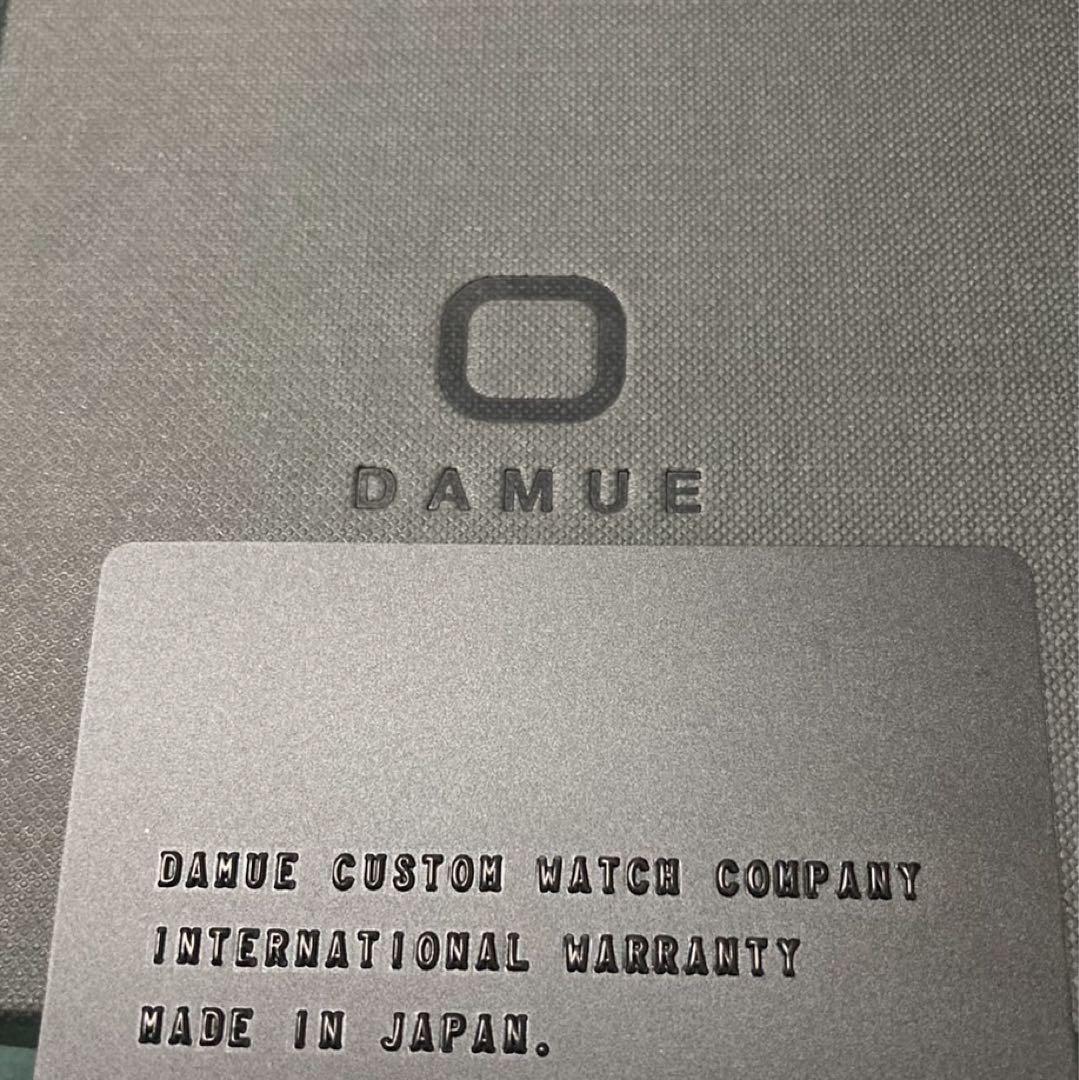 DAMUE
DAMUE CUSTOM WATCH COMPANY
INTERNATIONAL WARRANTY
MADE IN JAPAN.